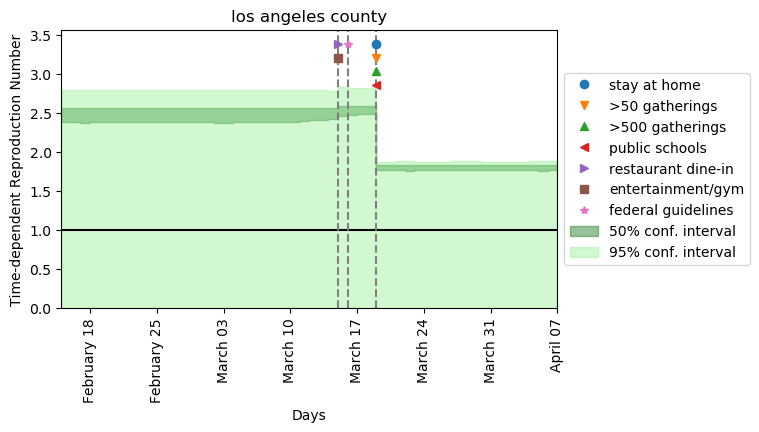 los angeles county
Time-dependent Reproduction Number
3.5
3.0
2.5
2.0
1.5
1.0
0.5
0.0
February 18
February 25
March 03
March 10
March 17
March 24
March 31
April 07
Days
stay at home
>50 gatherings
>500 gatherings
public schools
restaurant dine-in
entertainment/gym
federal guidelines
50% conf. interval
95% conf. interval